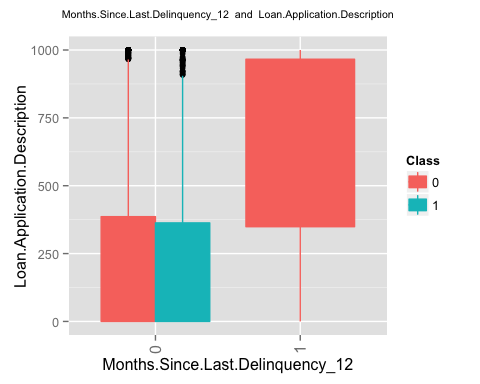 Months.Since.Last.Delinquency_12 and Loan.Application.Description
1000
750
500
250
0
Loan.Application.Description
0
1
Months.Since.Last.Delinquency_12
Class
0
1